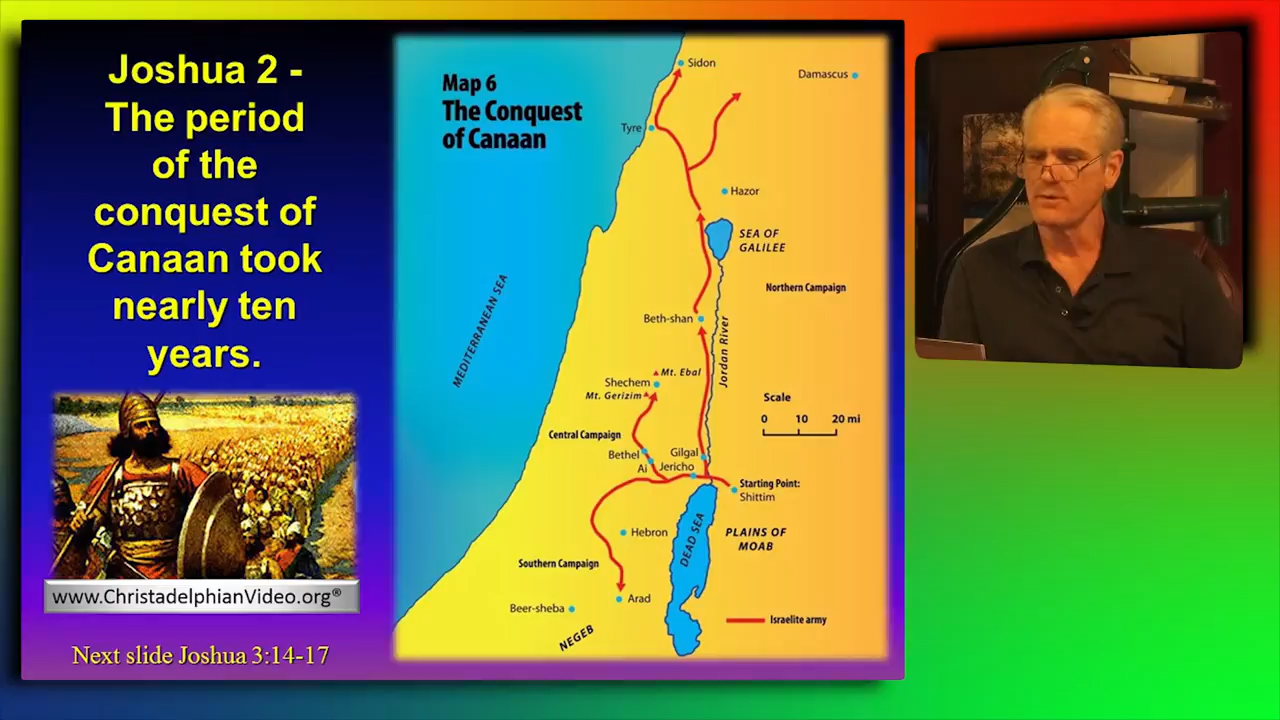 Joshua 2 -
The period
of the
conquest of
Canaan took
nearly ten
years.
www.ChristadelphianVideo.org®
Next slide Joshua 3:14-17
Map 6
The Conquest
of Canaan
Sidon
Damascus
Tyre
Hazor
SEA OF
GALILEE
Northern Campaign
MEDITERRANEAN SEA
Beth-shan
Jordan River
Mt. Ebal
Shechem
Mt. Gerizim
Scale
0 10 20 mi
Central Campaign
Bethel
Gilgal
Ai
Jericho
Starting Point:
Shittim
Hebron
DEAD SEA
PLAINS OF
MOAB
Southern Campaign
Arad
Beer-sheba
NEGEB
Israelite army